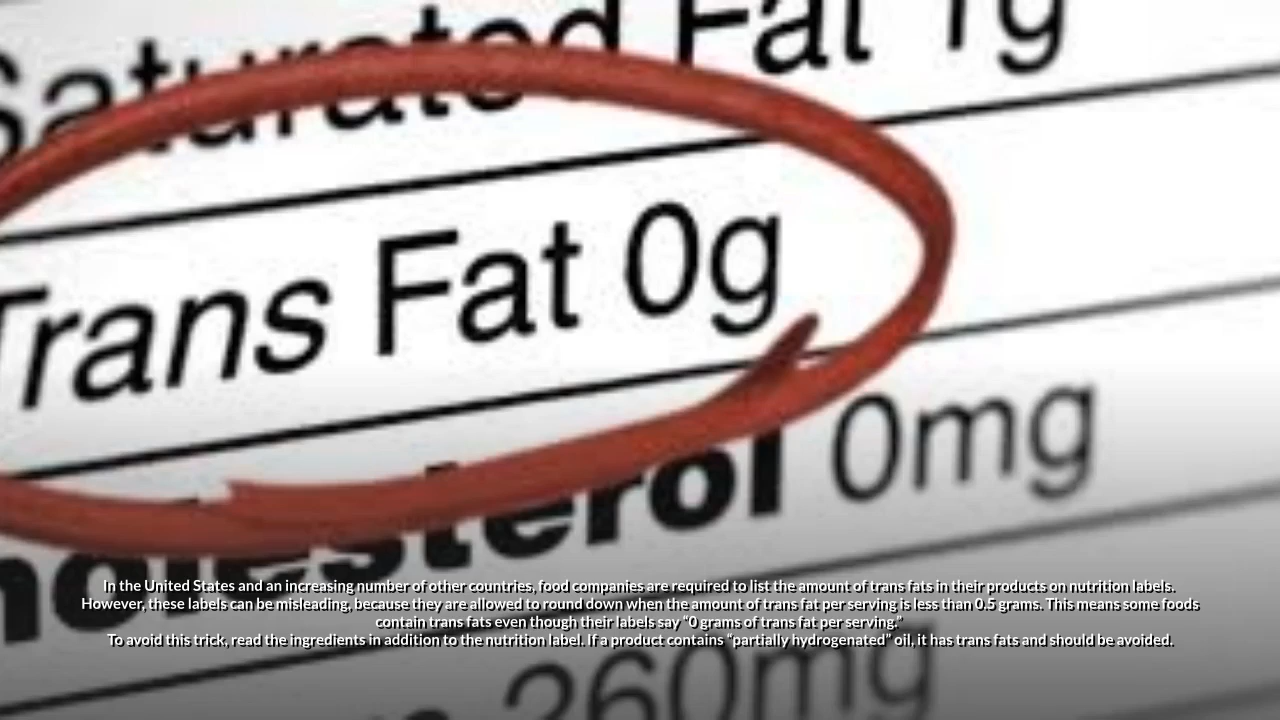 Saturated Fat 1g
Trans Fat 0g
holesterol 0mg
In the United States and an increasing number of other countries, food companies are required to list the amount of trans fats in their products on nutrition labels.
However, these labels can be misleading, because they are allowed to round down when the amount of trans fat per serving is less than 0.5 grams. This means some foods
contain trans fats even though their labels say “0 grams of trans fat per serving.”
To avoid this trick, read the ingredients in addition to the nutrition label. If a product contains “partially hydrogenated” oil, it has trans fats and should be avoided.
260mg